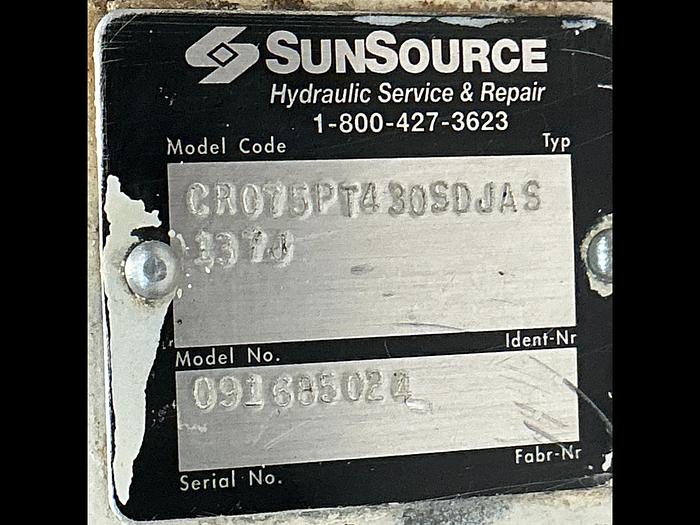 SUNSOURCE
Hydraulic Service & Repair
1-800-427-3623
Model Code Typ
CR075PT430SDJAS
137J
Model No. Ident-Nr
091685024
Serial No. Fabr-Nr